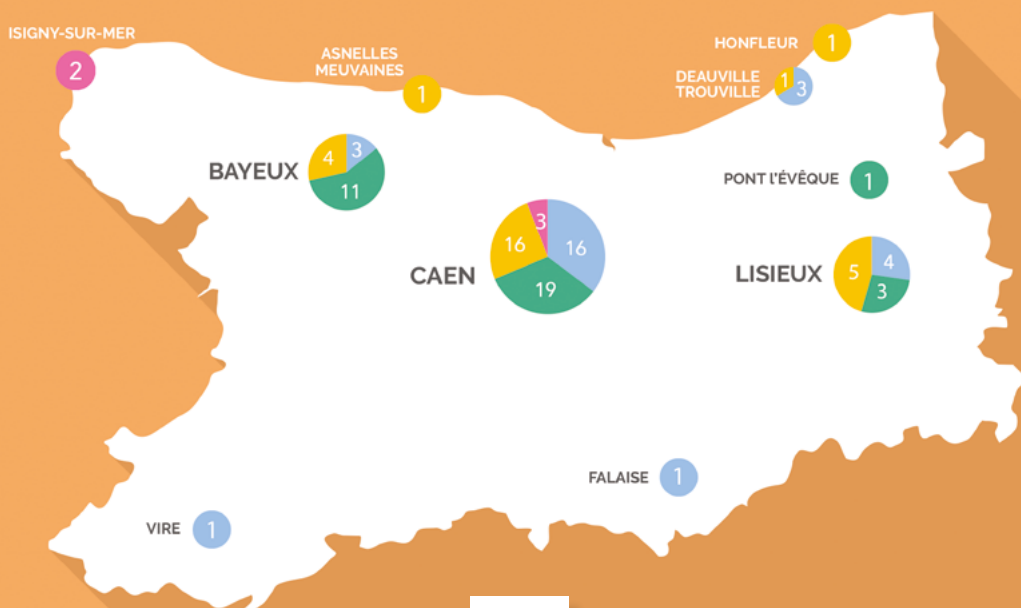 ISIGNY-SUR-MER
2
ASNELLES
MEUVAINES
1
HONFLEUR
1
DEAUVILLE
TROUVILLE
1
3
BAYEUX
4
3
11
PONT L'ÉVÊQUE
1
CAEN
3
16
16
19
LISIEUX
5
4
3
FALAISE
1
VIRE
1